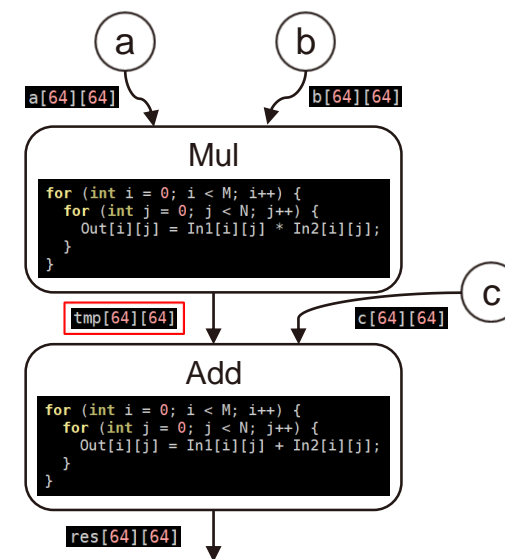 a
b
a[64][64]
b[64][64]
Mul
for (int i = 0; i < M; i++) {
  for (int j = 0; j < N; j++) {
    Out[i][j] = In1[i][j] * In2[i][j];
  }
}
tmp[64][64]
c
c[64][64]
Add
for (int i = 0; i < M; i++) {
  for (int j = 0; j < N; j++) {
    Out[i][j] = In1[i][j] + In2[i][j];
  }
}
res[64][64]